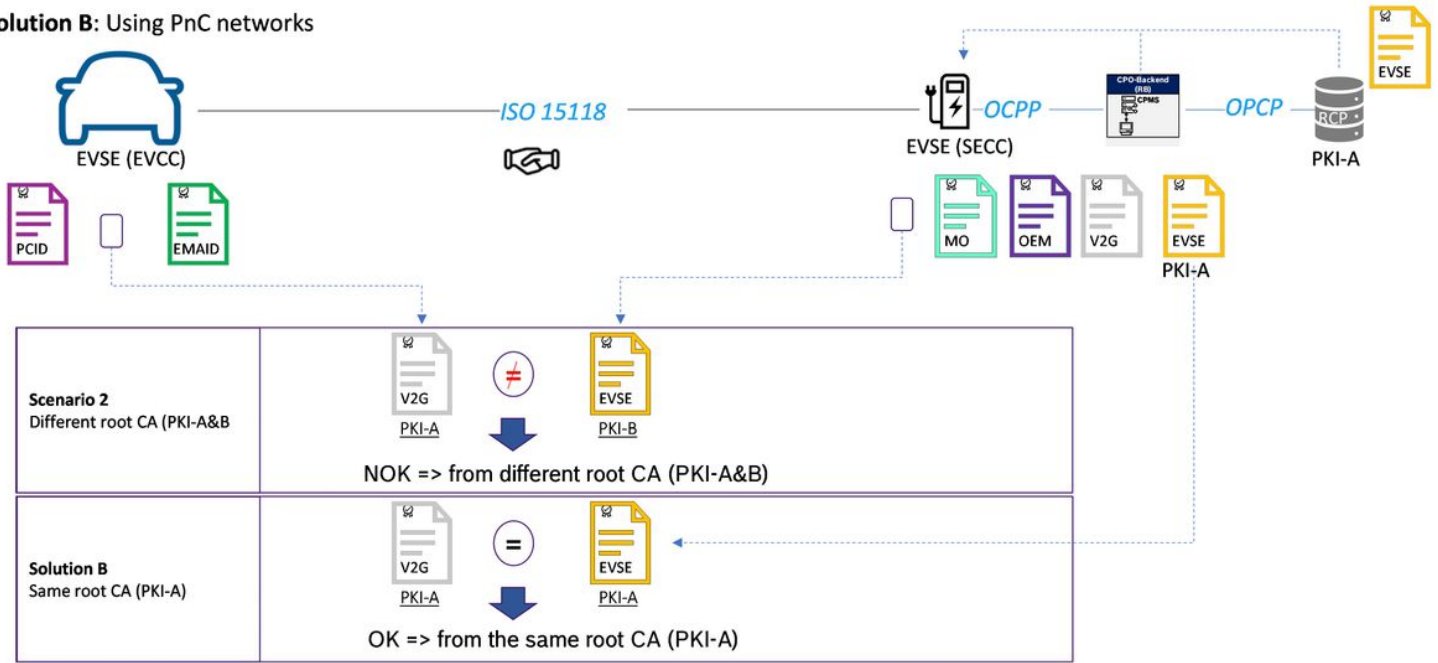 olution B: Using PnC networks
EVSE
ISO 15118
OCPP
CPO-Backend
(RB)
CPMS
OPCP
RCP
EVSE (EVCC)
EVSE (SECC)
PKI-A
PCID
EMAID
MO
OEM
V2G
EVSE
PKI-A
Scenario 2
Different root CA (PKI-A&B
V2G
≠
EVSE
PKI-A
PKI-B
NOK => from different root CA (PKI-A&B)
Solution B
Same root CA (PKI-A)
V2G
=
EVSE
PKI-A
PKI-A
OK => from the same root CA (PKI-A)